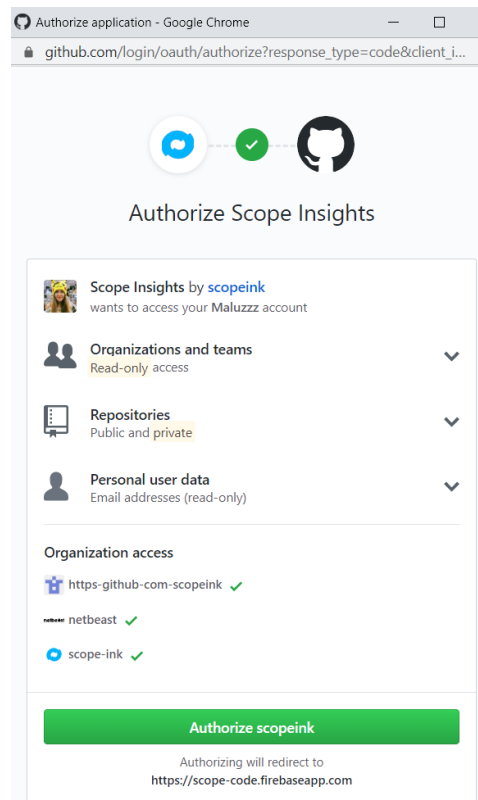 Authorize application - Google Chrome
github.com/login/oauth/authorize?response_type=code&client_i...
Authorize Scope Insights
Scope Insights by scopeink
wants to access your Maluzzz account
Organizations and teams
Read-only access
Repositories
Public and private
Personal user data
Email addresses (read-only)
Organization access
https-github-com-scopeink
netbeast netbeast
scope-ink
Authorize scopeink
Authorizing will redirect to
https://scope-code.firebaseapp.com